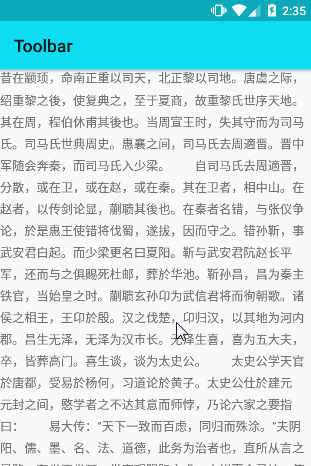 2:35
Toolbar
昔在颛顼，命南正重以司天，北正黎以司地。唐虞之际，
绍重黎之後，使复典之，至于夏商，故重黎氏世序天地。
其在周，程伯休甫其後也。当周宣王时，失其守而为司马
氏。司马氏世典周史。惠襄之间，司马氏去周適晋。晋中
军随会奔秦，而司马氏入少梁。　　自司马氏去周適晋，
分散，或在卫，或在赵，或在秦。其在卫者，相中山。在
赵者，以传剑论显，蒯聩其後也。在秦者名错，与张仪争
论，於是惠王使错将伐蜀，遂拔，因而守之。错孙靳，事
武安君白起。而少梁更名曰夏阳。靳与武安君阬赵长平
军，还而与之俱赐死杜邮，葬於华池。靳孙昌，昌为秦主
铁官，当始皇之时。蒯聩玄孙卬为武信君将而徇朝歌。诸
侯之相王，王卬於殷。汉之伐楚，卬归汉，以其地为河内
郡。昌生无泽，无泽为汉市长。无泽生喜，喜为五大夫，
卒，皆葬高门。喜生谈，谈为太史公。　　太史公学天官
於唐都，受易於杨何，习道论於黄子。太史公仕於建元
元封之间，愍学者之不达其意而师悖，乃论六家之要指
曰：　　易大传：“天下一致而百虑，同归而殊涂。”夫阴
阳、儒、墨、名、法、道德，此务为治者也，直所从言之